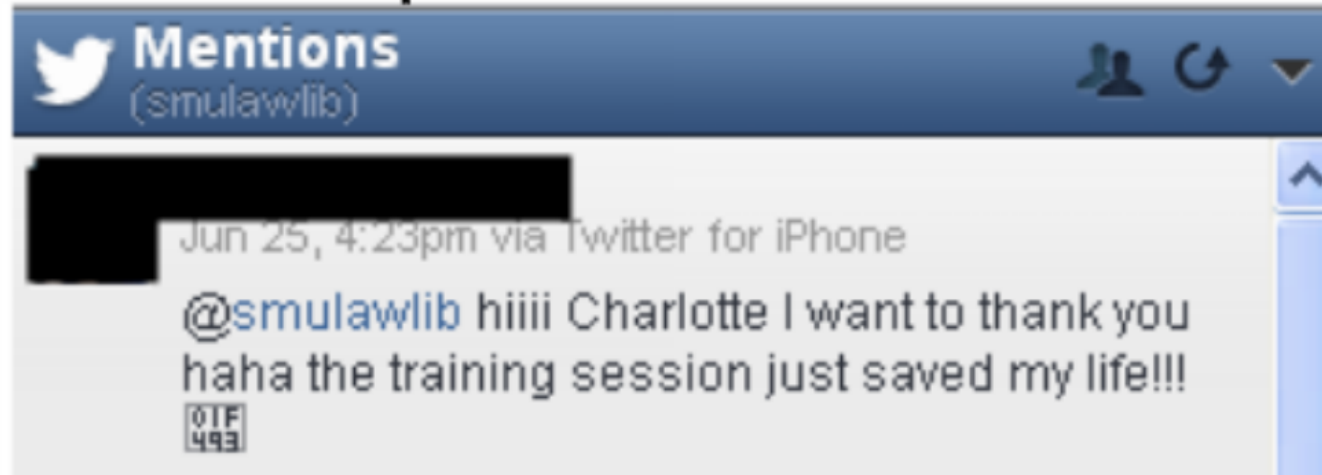 Mentions
(smulawlib)
Jun 25, 4:23pm via Twitter for iPhone
@smulawlib hiiii Charlotte I want to thank you
haha the training session just saved my life!!!
01F
493